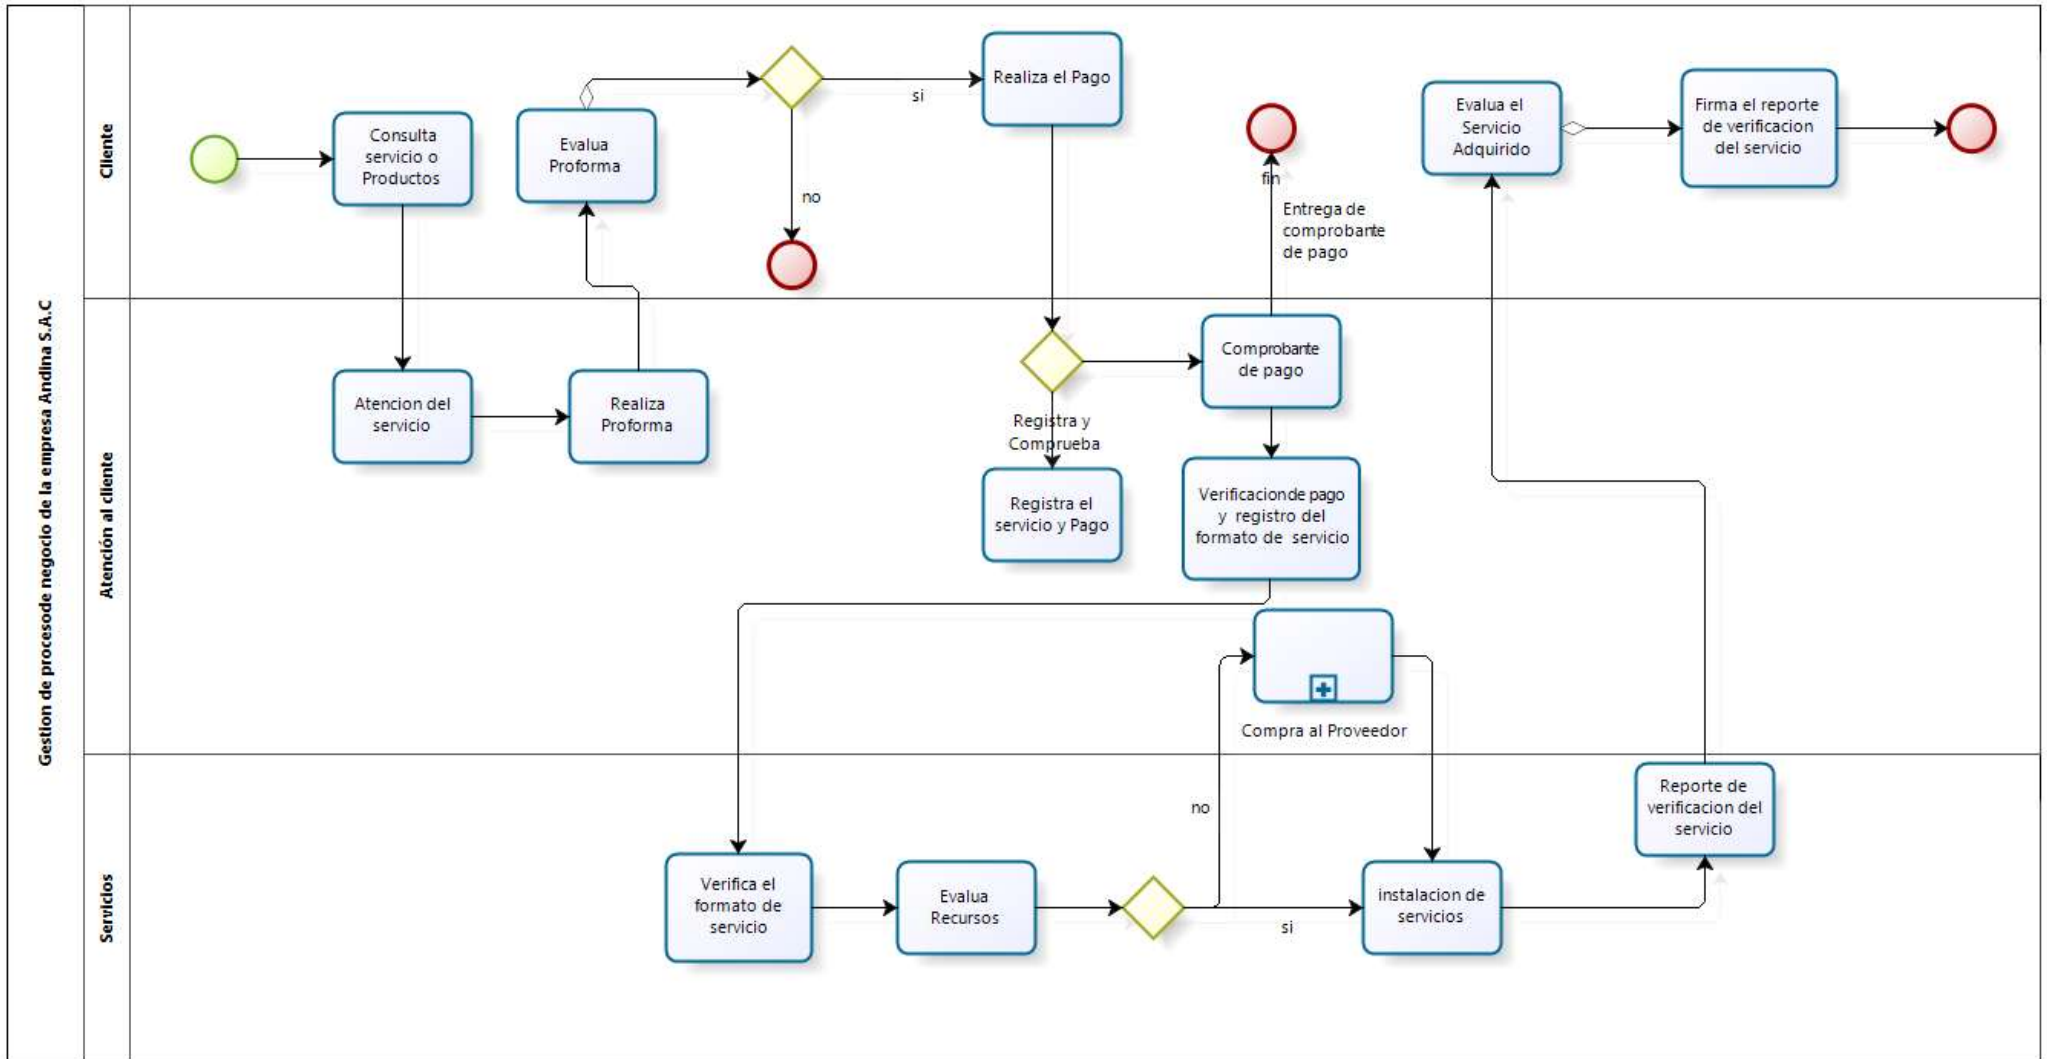 Gestion de procesode negocio de la empresa Andina S.A.C
Cliente
Consulta
servicio o
Productos
Evalua
Proforma
si
no
Realiza el Pago
fin
Entrega de
comprobante
de pago
Evalua el
Servicio
Adquirido
Firma el reporte
de verificacion
del servicio
Atención al cliente
Atencion del
servicio
Realiza
Proforma
Registra y
Comprueba
Registra el
servicio y Pago
Comprobante
de pago
Verificacionde pago
y registro del
formato de servicio
Compra al Proveedor
Servicios
Verifica el
formato de
servicio
Evalua
Recursos
no
si
instalacion de
servicios
Reporte de
verificacion del
servicio